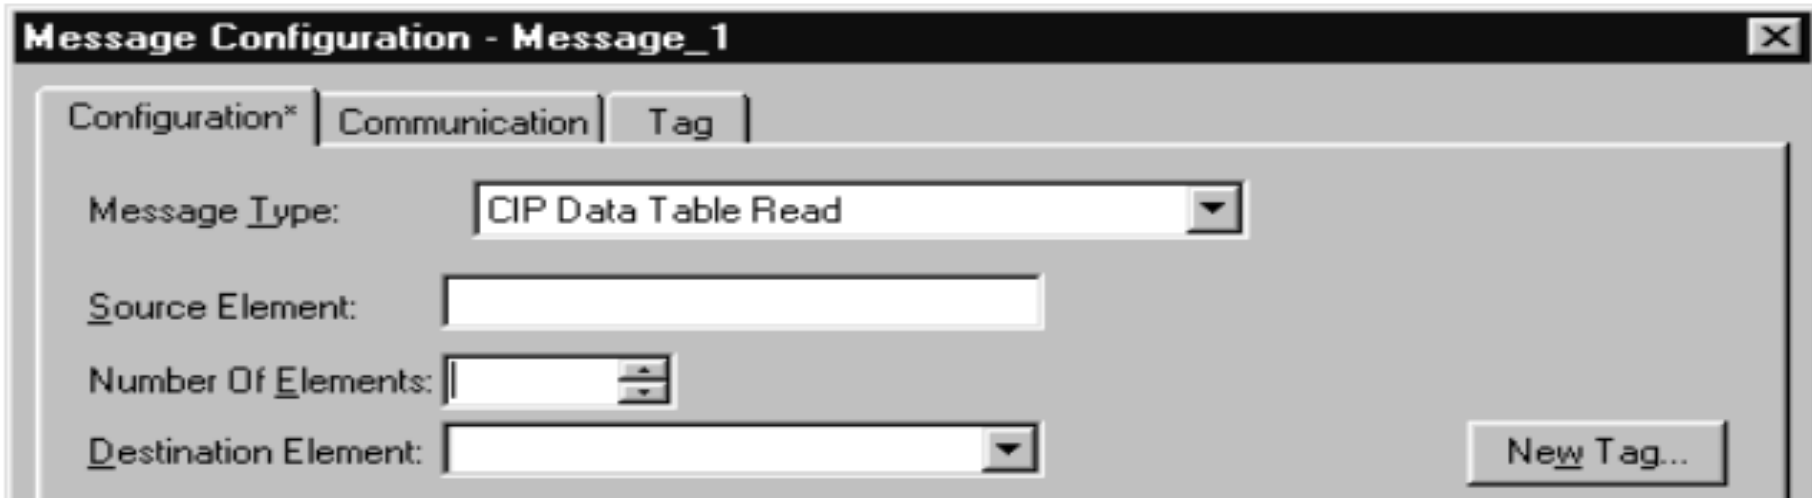 Message Configuration - Message_1
Configuration* Communication Tag
Message Type: CIP Data Table Read
Source Element:
Number Of Elements:
Destination Element: New Tag...